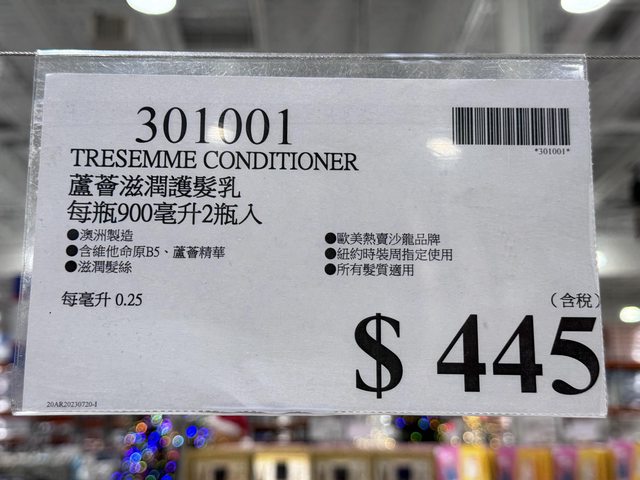 301001
*301001*
TRESEMME CONDITIONER
蘆薈滋潤護髮乳
每瓶900毫升2瓶入
●澳洲製造
●含維他命原B5、蘆薈精華
●滋潤髮絲
●歐美熱賣沙龍品牌
●紐約時裝周指定使用
●所有髮質適用
每毫升 0.25
(含稅)
$ 445
20AR20230720-1